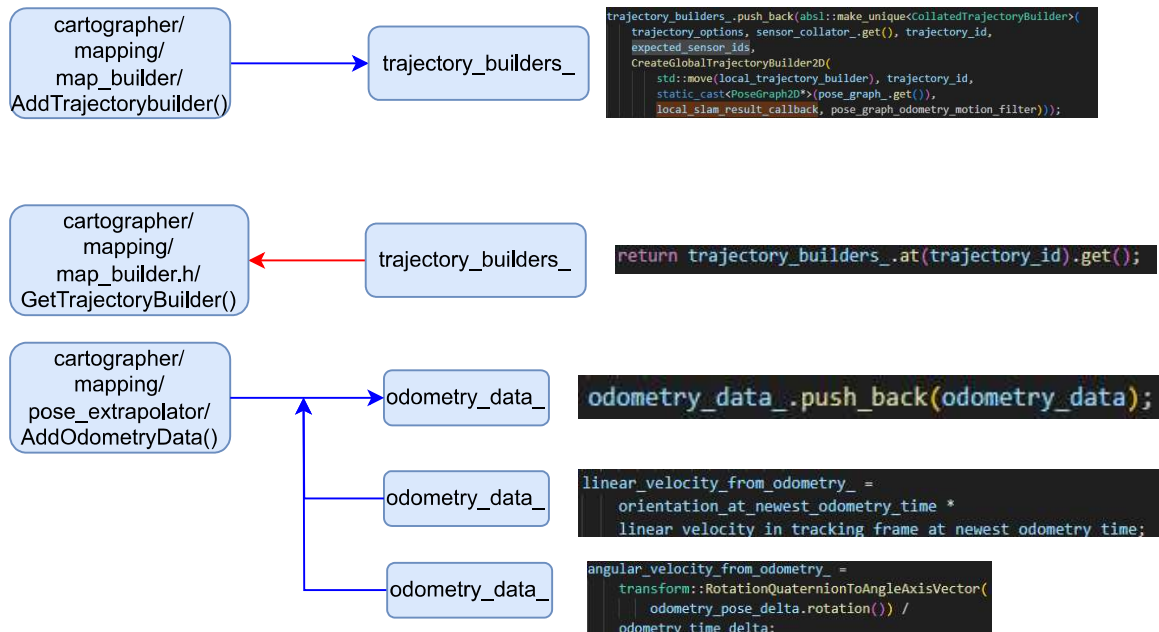 cartographer/
mapping/
map_builder/
AddTrajectorybuilder()
trajectory_builders_
trajectory_builders_.push_back(absl::make_unique<CollatedTrajectoryBuilder>(
trajectory_options, sensor_collator_.get(), trajectory_id,
expected_sensor_ids,
CreateGlobalTrajectoryBuilder2D(
std::move(local_trajectory_builder), trajectory_id,
static_cast<PoseGraph2D*>(pose_graph_.get()),
local_slam_result_callback, pose_graph_odometry_motion_filter)));
cartographer/
mapping/
map_builder.h/
GetTrajectoryBuilder()
trajectory_builders_
return trajectory_builders_.at(trajectory_id).get();
cartographer/
mapping/
pose_extrapolator/
AddOdometryData()
odometry_data_
odometry_data_.push_back(odometry_data);
odometry_data_
linear_velocity_from_odometry_ =
orientation_at_newest_odometry_time *
linear_velocity_in_tracking_frame_at_newest_odometry_time;
odometry_data_
angular_velocity_from_odometry_ =
transform::RotationQuaternionToAngleAxisVector(
odometry_pose_delta.rotation()) /
odometry_time_delta;